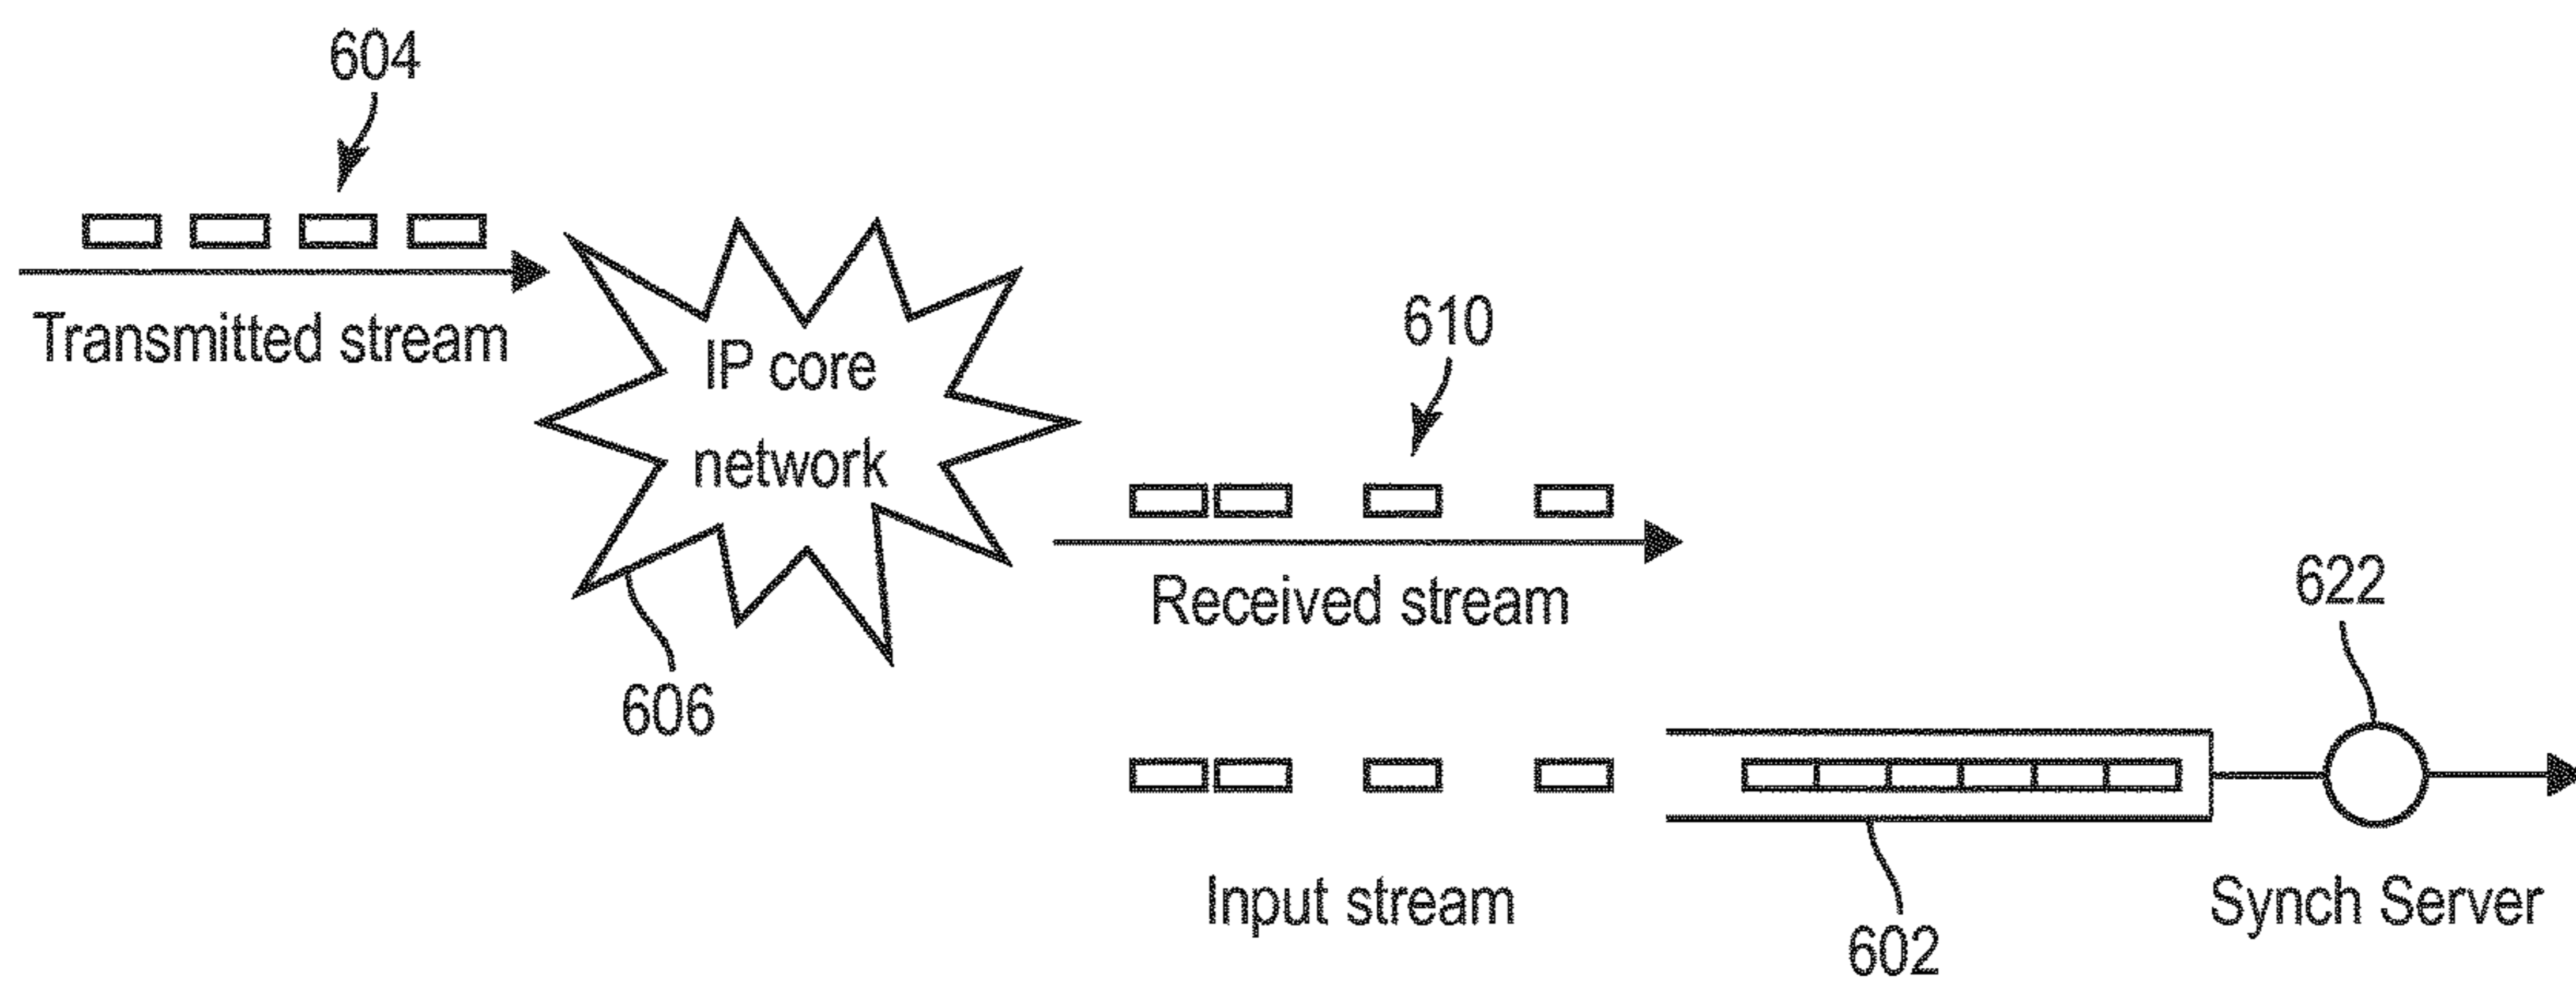 604
Transmitted stream
IP core
network
606
610
Received stream
622
Input stream
602
Synch Server